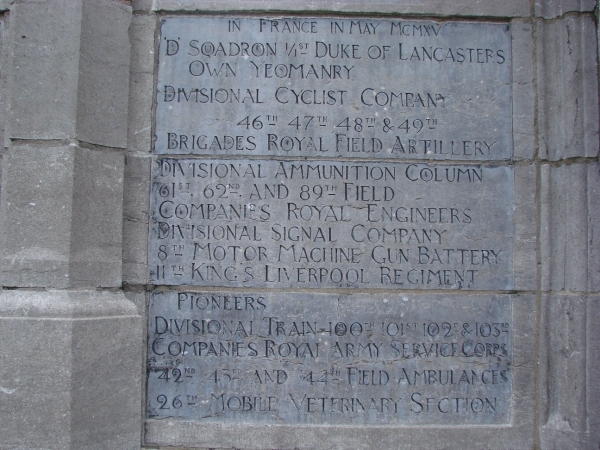 IN FRANCE IN MAY MCMXV
'D' SQADRON 1/1ST DUKE OF LANCASTERS
OWN YEOMANRY
DIVISIONAL CYCLIST COMPANY
46TH 47TH 48TH & 49TH
BRIGADES ROYAL FIELD ARTILLERY
DIVISIONAL AMMUNITION COLUMN
61ST, 62ND AND 89TH FIELD
COMPANIES ROYAL ENGINEERS
DIVISIONAL SIGNAL COMPANY
8TH MOTOR MACHINE GUN BATTERY
11TH KING'S LIVERPOOL REGIMENT
PIONEERS
DIVISIONAL TRAIN-100TH 101ST 102D & 103RD
COMPANIES ROYAL ARMY SERVICE CORPS
42ND 43RD AND 44TH FIELD AMBULANCES
26TH MOBILE VETERINARY SECTION